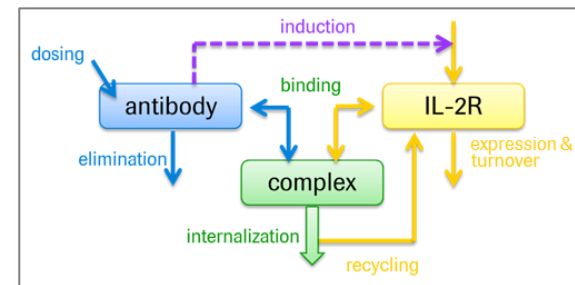 induction
dosing
binding
antibody
IL-2R
elimination
expression &
turnover
complex
internalization
recycling